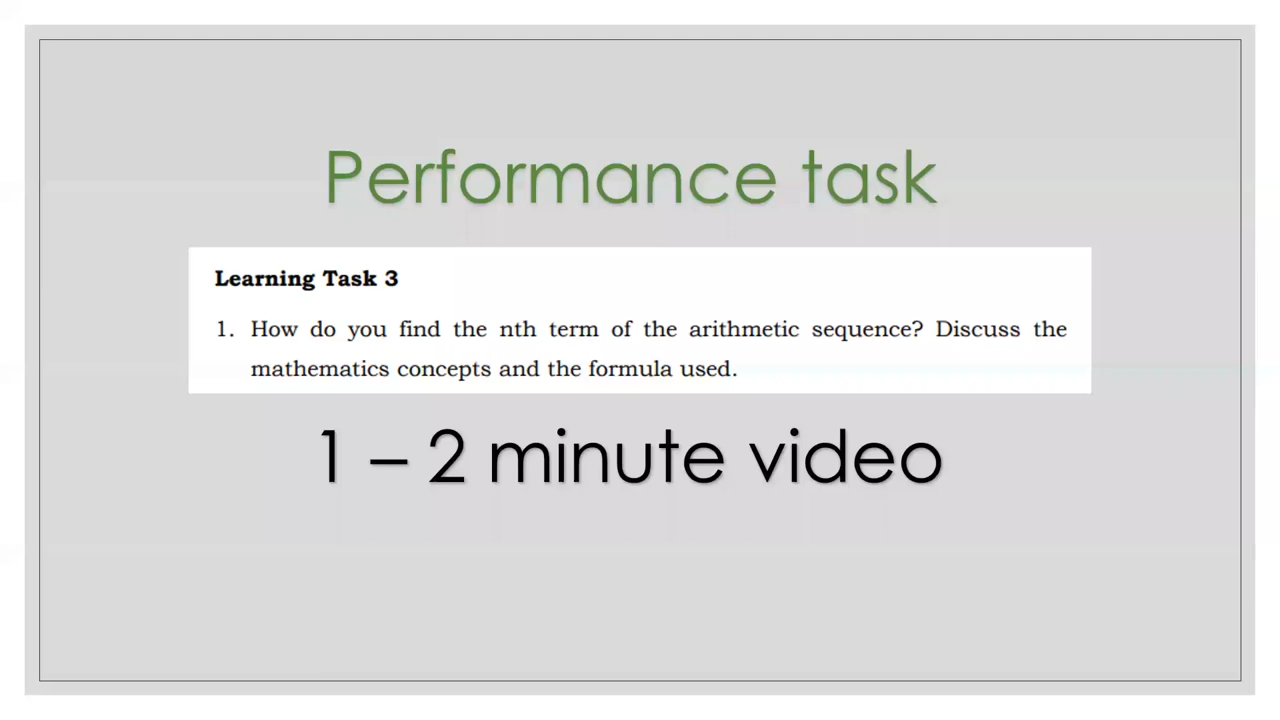 Performance task
Learning Task 3
1. How do you find the nth term of the arithmetic sequence? Discuss the
mathematics concepts and the formula used.
1 – 2 minute video